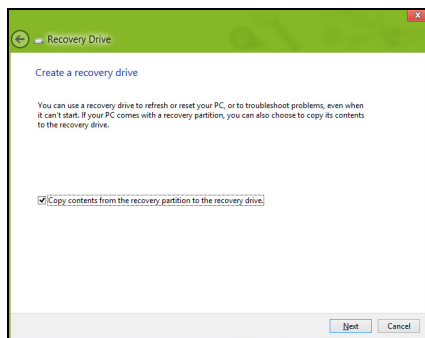 x
Recovery Drive
Create a recovery drive
You can use a recovery drive to refresh or reset your PC, or to troubleshoot problems, even when
it can't start. If your PC comes with a recovery partition, you can also choose to copy its contents
to the recovery drive.
Copy contents from the recovery partition to the recovery drive.
Next Cancel